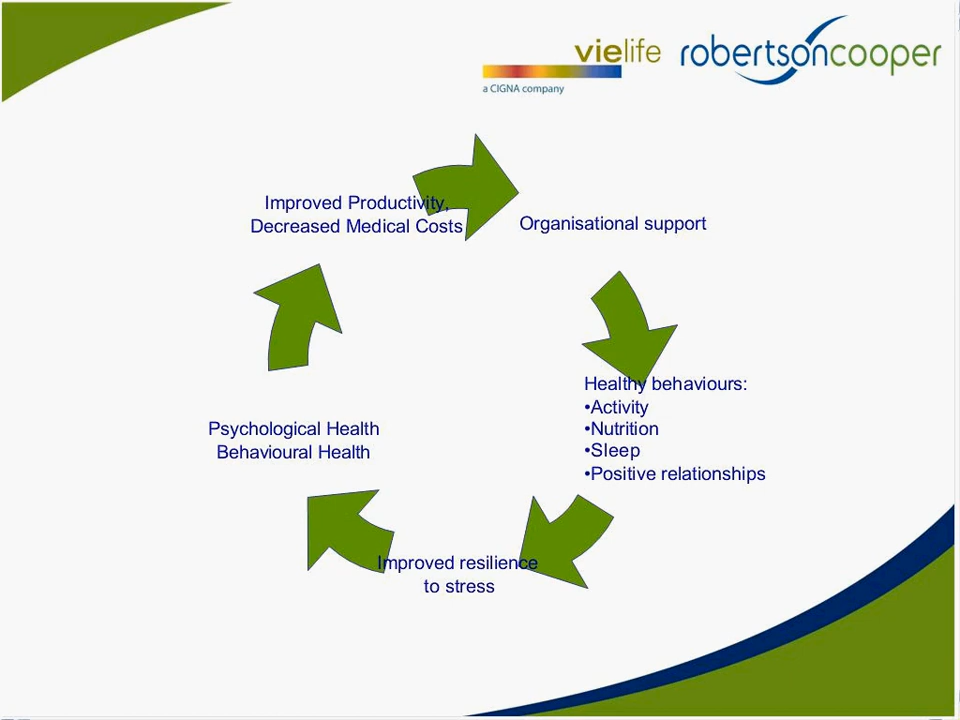 vielife
robertsoncooper
a CIGNA company
Improved Productivity,
Decreased Medical Costs
Organisational support
Healthy behaviours:
•Activity
•Nutrition
•Sleep
•Positive relationships
Psychological Health
Behavioural Health
Improved resilience
to stress